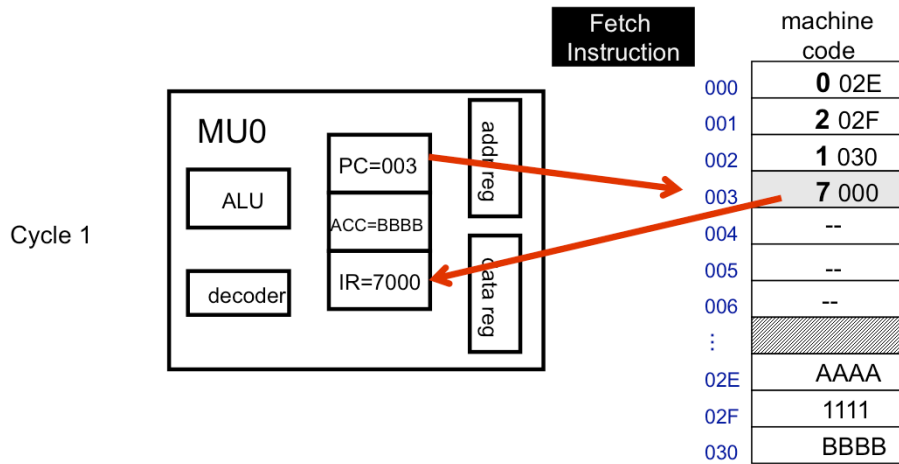 Fetch
Instruction
machine
code
000
0 02E
001
2 02F
002
1 030
003
7 000
004
--
005
--
006
--
...
02E
AAAA
02F
1111
030
BBBB
Cycle 1
MU0
ALU
decoder
PC=003
ACC=BBBB
IR=7000
addr reg
data reg